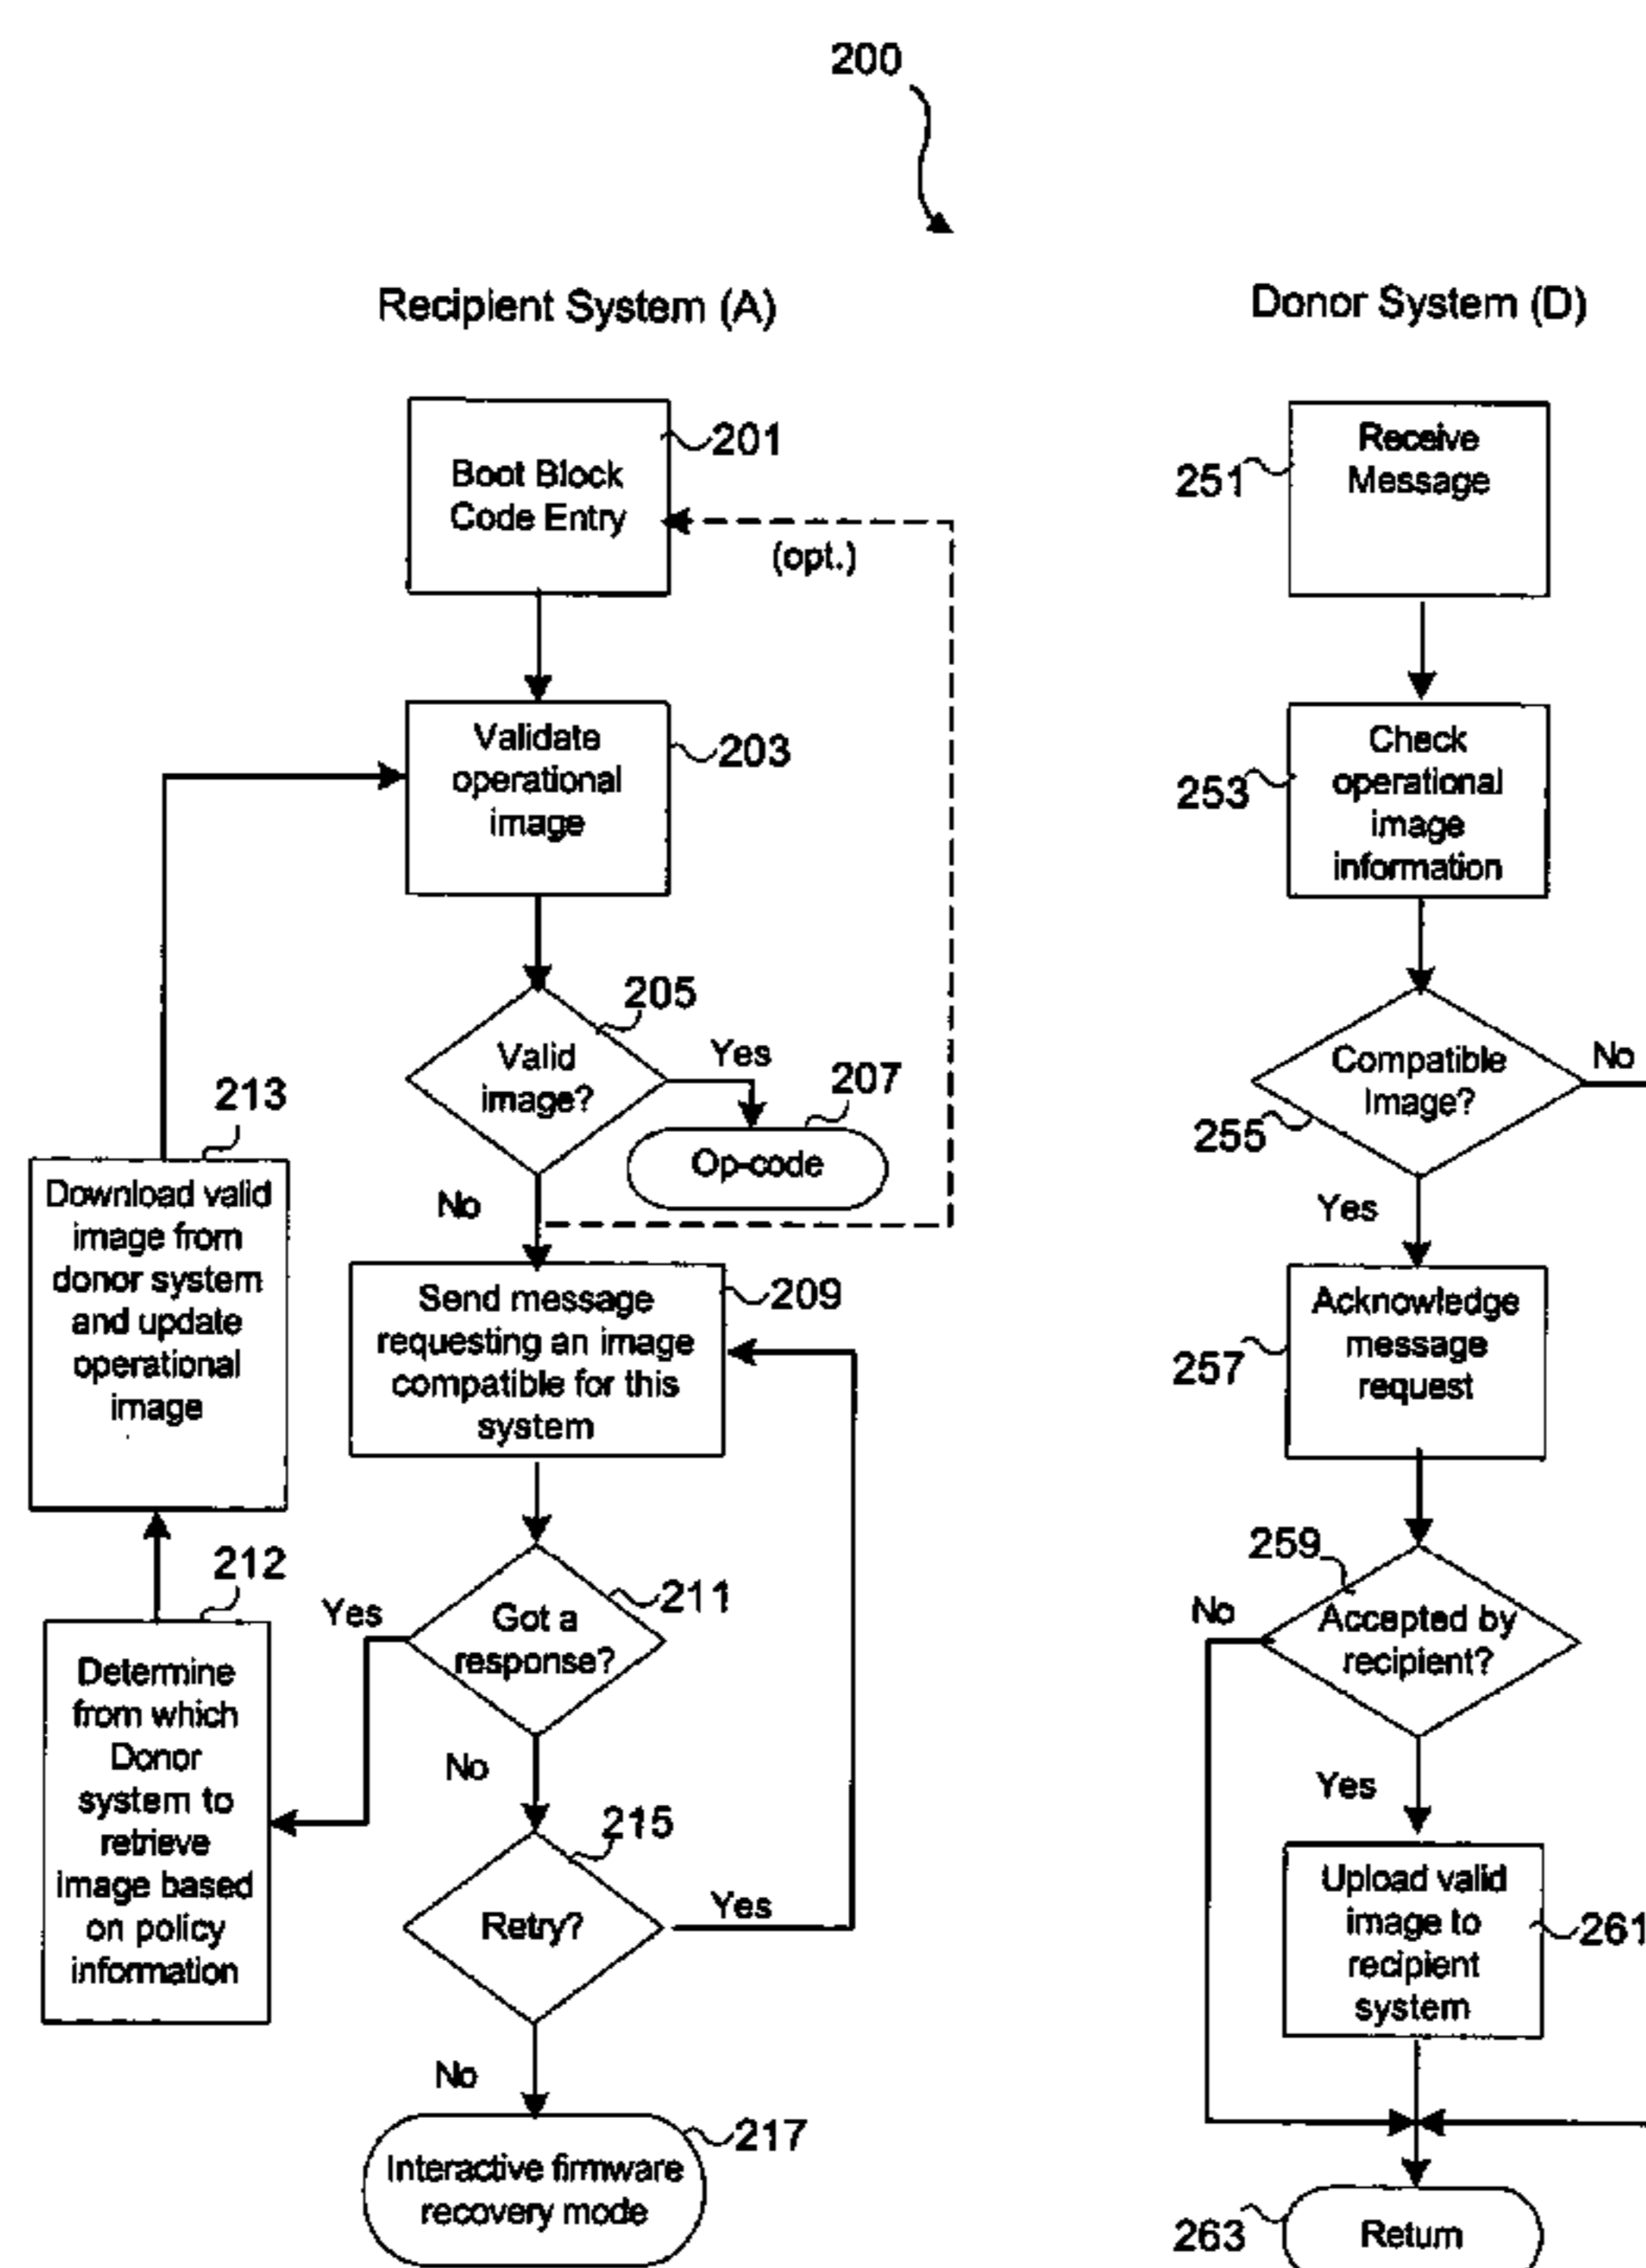 200
Recipient System (A)
Donor System (D)
201
Boot Block
Code Entry
(opt.)
203
Validate
operational
image
205
Valid
image?
Yes
207
Op-code
No
213
Download valid
image from
donor system
and update
operational
image
209
Send message
requesting an image
compatible for this
system
212
Determine
from which
Donor
system to
retrieve
image based
on policy
information
211
Got a
response?
Yes
No
215
Retry?
Yes
No
217
Interactive firmware
recovery mode
251
Receive
Message
253
Check
operational
image
information
255
Compatible
Image?
No
Yes
257
Acknowledge
message
request
259
Accepted by
recipient?
No
Yes
261
Upload valid
image to
recipient
system
263
Return